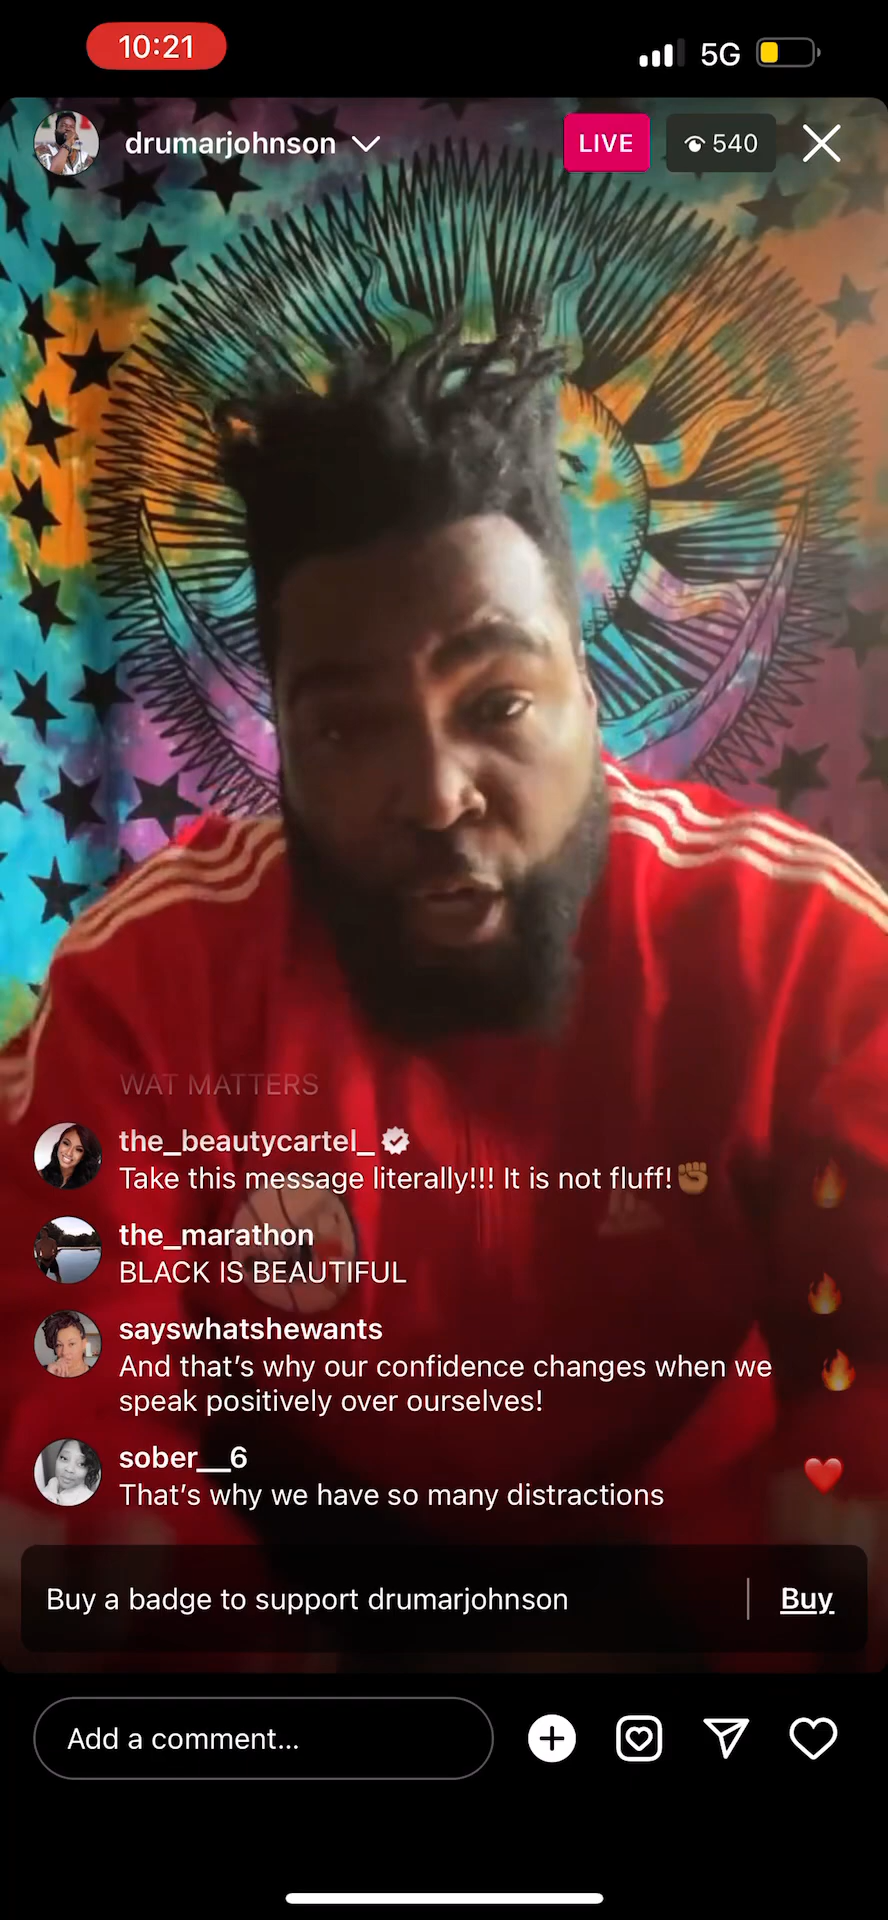 10:21
5G
drumarjohnson
LIVE
540
WAT MATTERS
the_beautycartel_
Take this message literally!!! It is not fluff!✊🏾
the_marathon
BLACK IS BEAUTIFUL
sayswhatshewants
And that’s why our confidence changes when we
speak positively over ourselves!
sober__6
That’s why we have so many distractions
Buy a badge to support drumarjohnson
Buy
Add a comment...